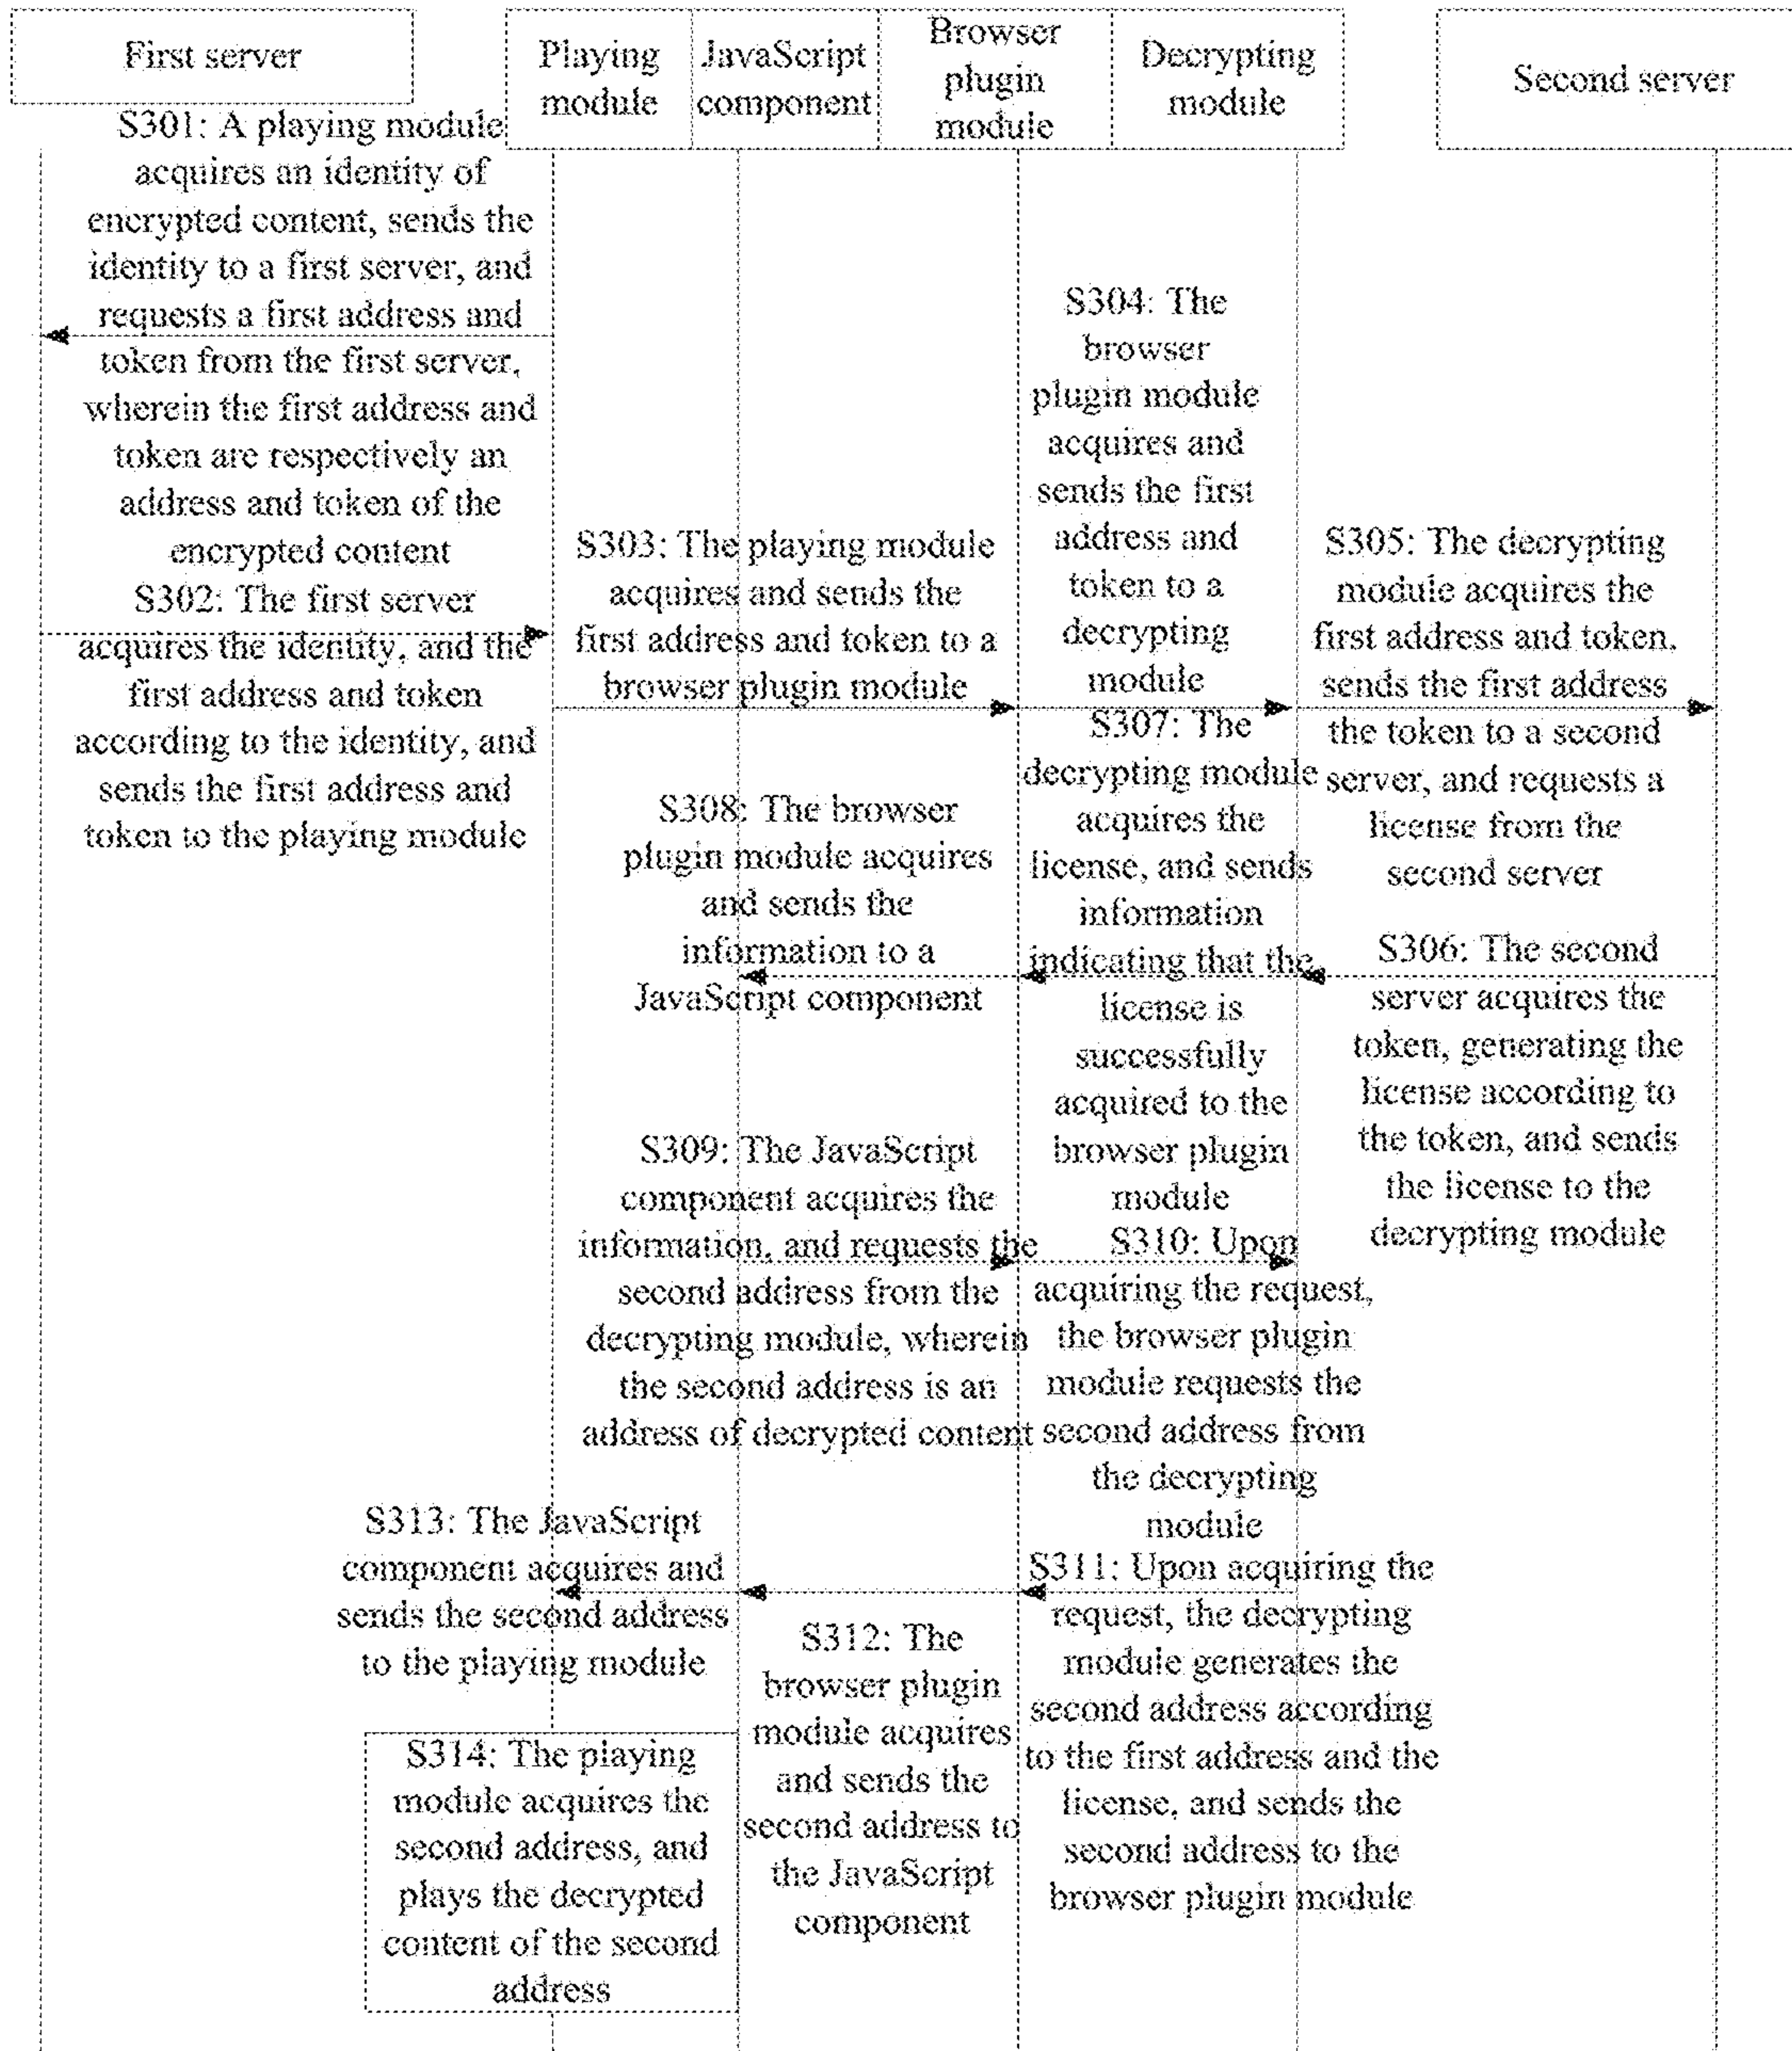 First server
Playing
module
JavaScript
component
Browser
plugin
module
Decrypting
module
Second server
S301: A playing module
acquires an identity of
encrypted content, sends the
identity to a first server, and
requests a first address and
token from the first server,
wherein the first address and
token are respectively an
address and token of the
encrypted content
S302: The first server
acquires the identity, and the
first address and token
according to the identity, and
sends the first address and
token to the playing module
S303: The playing module
acquires and sends the
first address and token to a
browser plugin module
S304: The
browser
plugin module
acquires and
sends the first
address and
token to a
decrypting
module
S305: The decrypting
module acquires the
first address and token,
sends the first address
the token to a second
server, and requests a
license from the
second server
S306: The second
server acquires the
token, generating the
license according to
the token, and sends
the license to the
decrypting module
S307: The
decrypting module
acquires the
license, and sends
information
indicating that the
license is
successfully
acquired to the
browser plugin
module
S308: The browser
plugin module acquires
and sends the
information to a
JavaScript component
S309: The JavaScript
component acquires the
information, and requests the
second address from the
decrypting module, wherein
the second address is an
address of decrypted content
S310: Upon
acquiring the request,
the browser plugin
module requests the
second address from
the decrypting
module
S311: Upon acquiring the
request, the decrypting
module generates the
second address according
to the first address and the
license, and sends the
second address to the
browser plugin module
S312: The
browser plugin
module acquires
and sends the
second address to
the JavaScript
component
S313: The JavaScript
component acquires and
sends the second address
to the playing module
S314: The playing
module acquires the
second address, and
plays the decrypted
content of the second
address